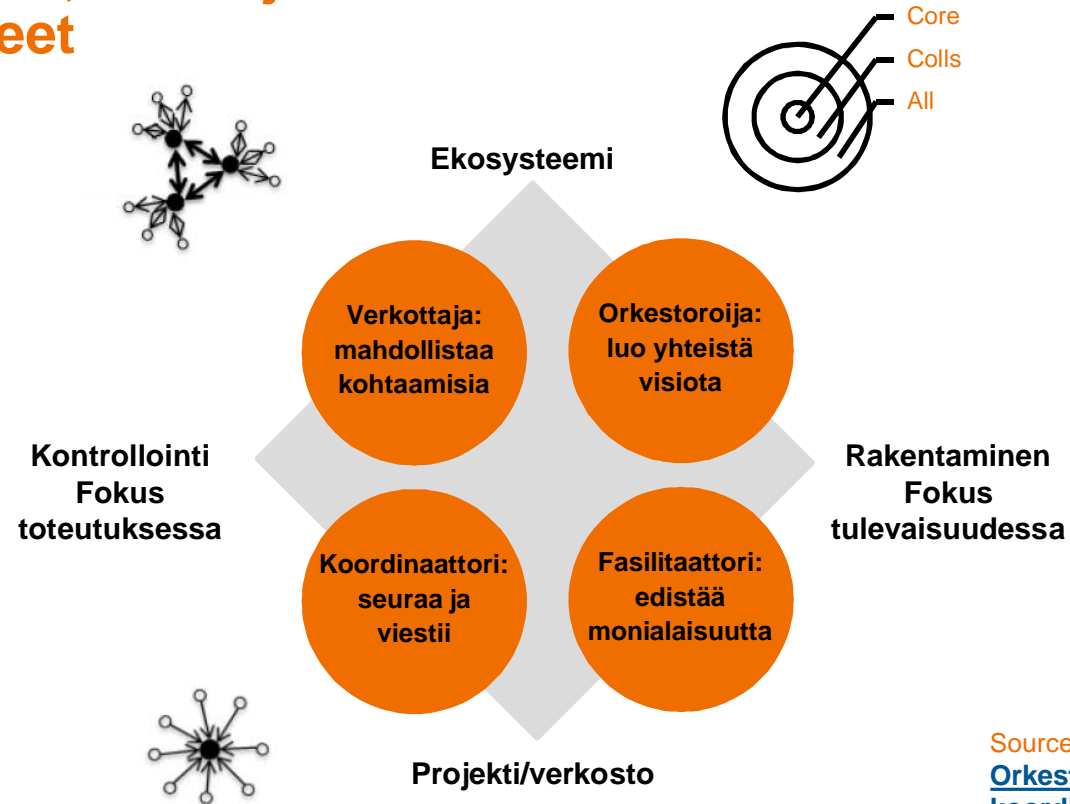 eet
Core
Colls
All
Ekosysteemi
Verkottaja:
mahdollistaa
kohtaamisia
Orkestoroija:
luo yhteistä
visiota
Kontrollointi
Fokus
toteutuksessa
Rakentaminen
Fokus
tulevaisuudessa
Koordinaattori:
seuraa ja
viestii
Fasilitaattori:
edistää
monialaisuutta
Projekti/verkosto
Source
Orkest